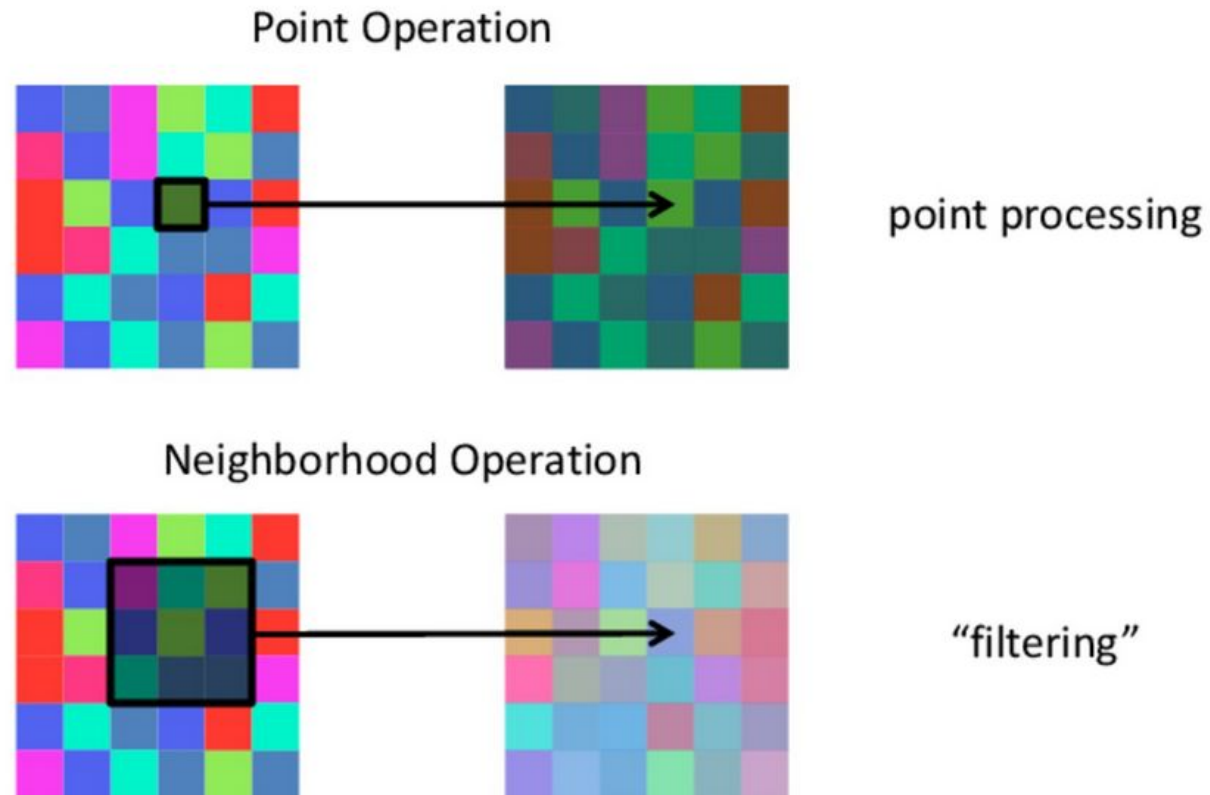 Point Operation
point processing
Neighborhood Operation
“filtering”